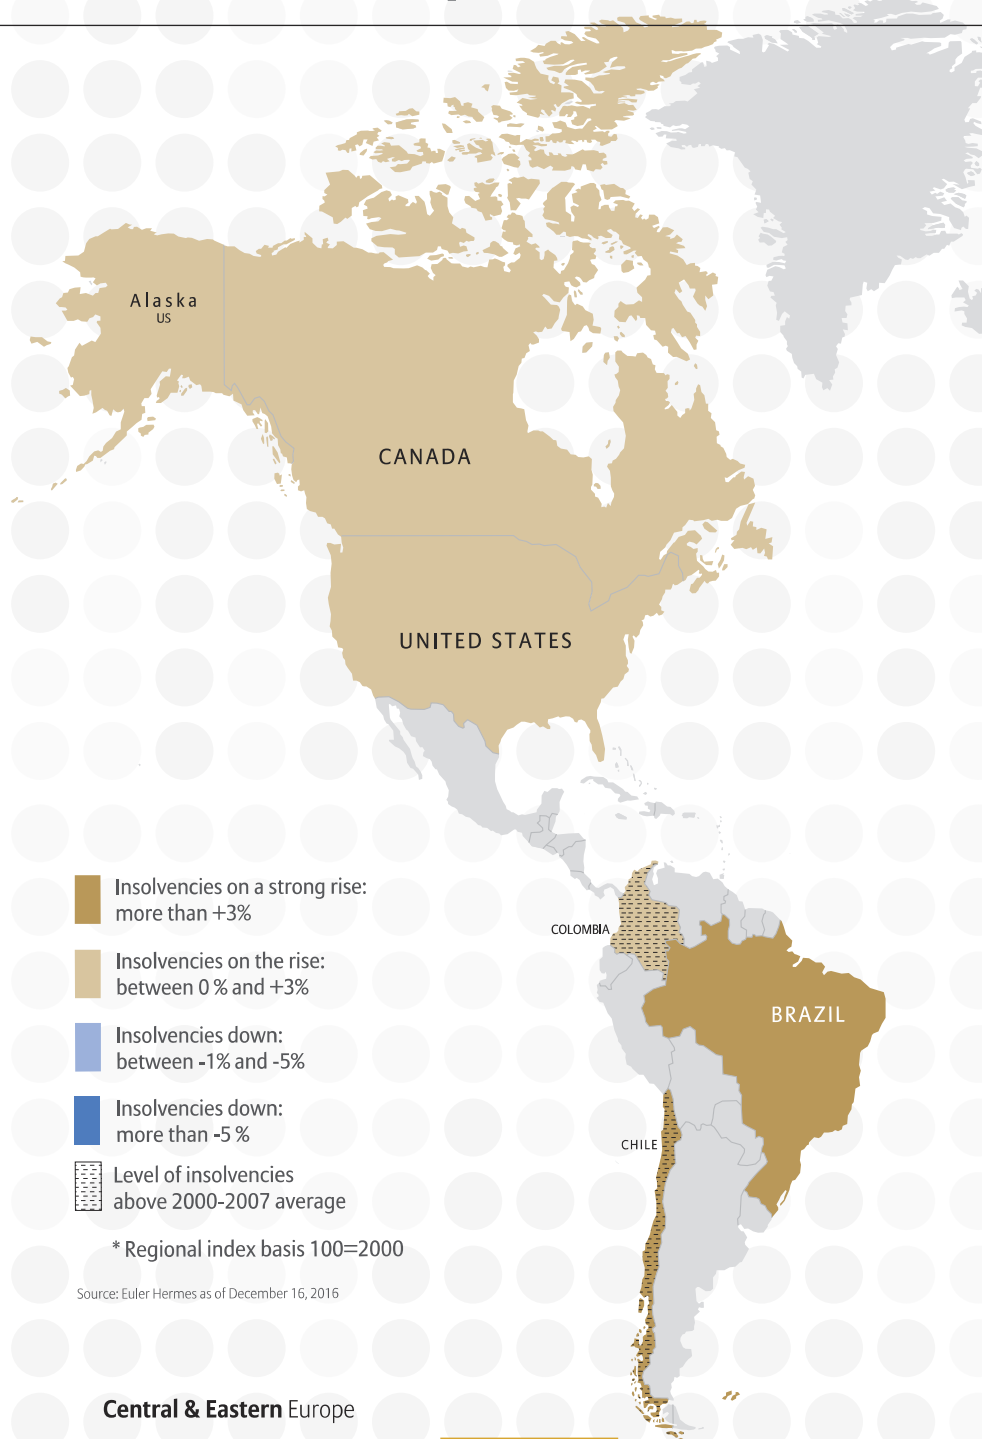 Alaska
US
CANADA
UNITED STATES
Insolvencies on a strong rise:
more than +3%
COLOMBIA
Insolvencies on the rise:
between 0 % and +3%
BRAZIL
Insolvencies down:
between -1% and -5%
Insolvencies down:
more than -5 %
CHILE
Level of insolvencies
above 2000-2007 average
* Regional index basis 100=2000
Source: Euler Hermes as of December 16, 2016
Central & Eastern Europe